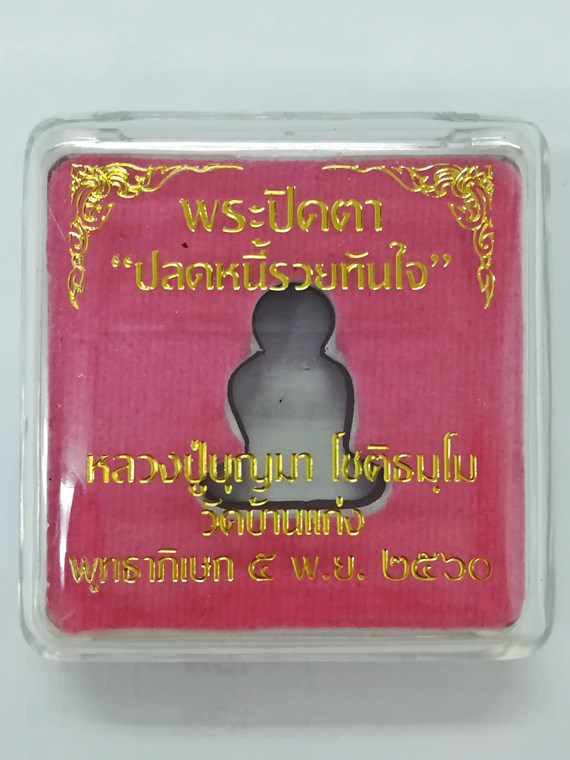 พระปิดตา
“ปลดหนี้รวยทันใจ”
หลวงปู่บุญมา โชติธมฺโม
วัดบ้านแก่ง
พุทธาภิเษก ๕ พ.ย. ๒๕๖๐